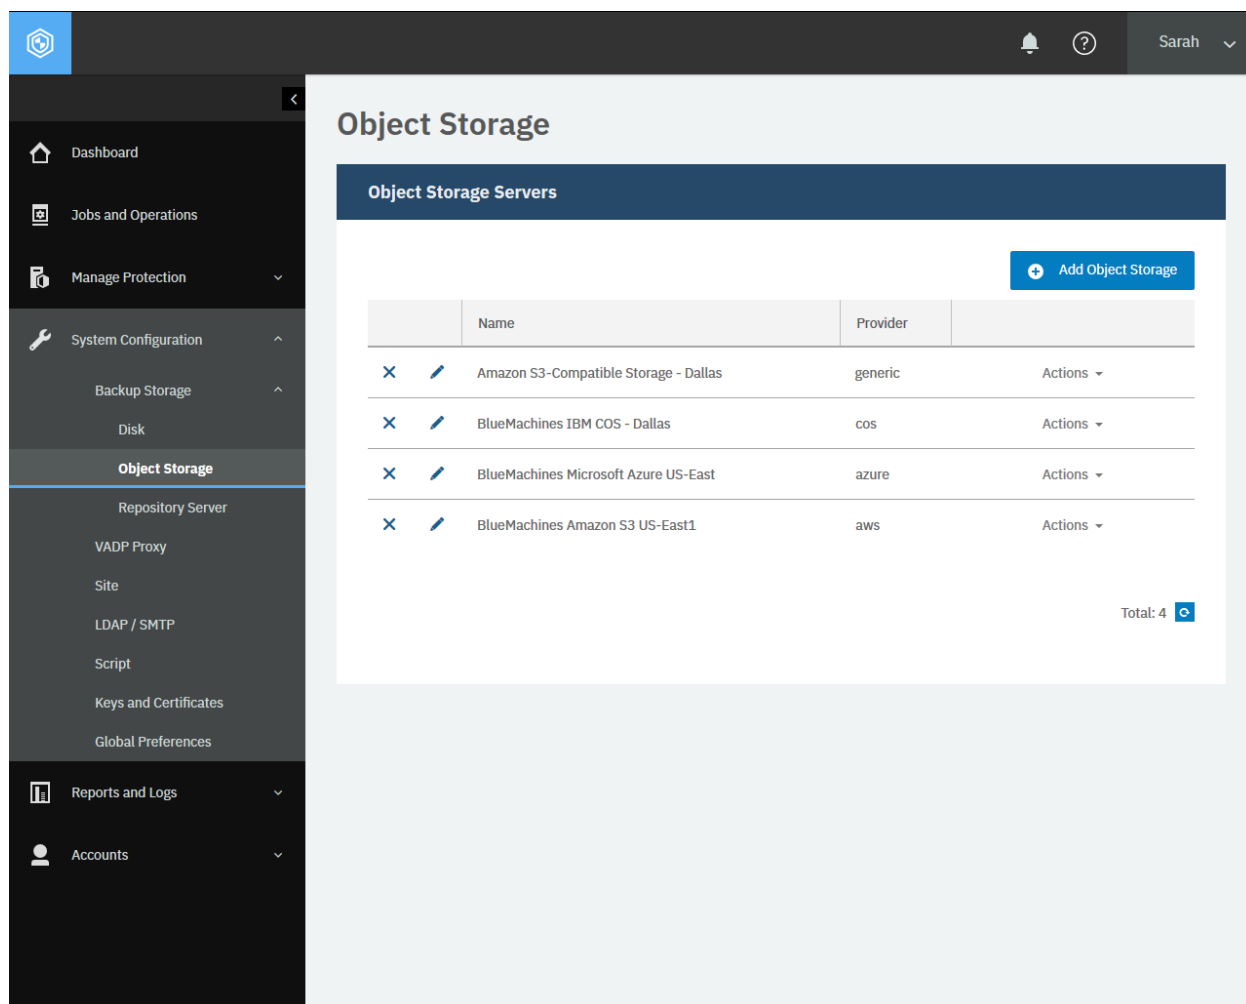 Sarah
Dashboard
Jobs and Operations
Manage Protection
System Configuration
Backup Storage
Disk
Object Storage
Repository Server
VADP Proxy
Site
LDAP / SMTP
Script
Keys and Certificates
Global Preferences
Reports and Logs
Accounts
Object Storage
Object Storage Servers
Add Object Storage
Name Provider
Amazon S3-Compatible Storage - Dallas generic Actions
BlueMachines IBM COS - Dallas cos Actions
BlueMachines Microsoft Azure US-East azure Actions
BlueMachines Amazon S3 US-East1 aws Actions
Total: 4